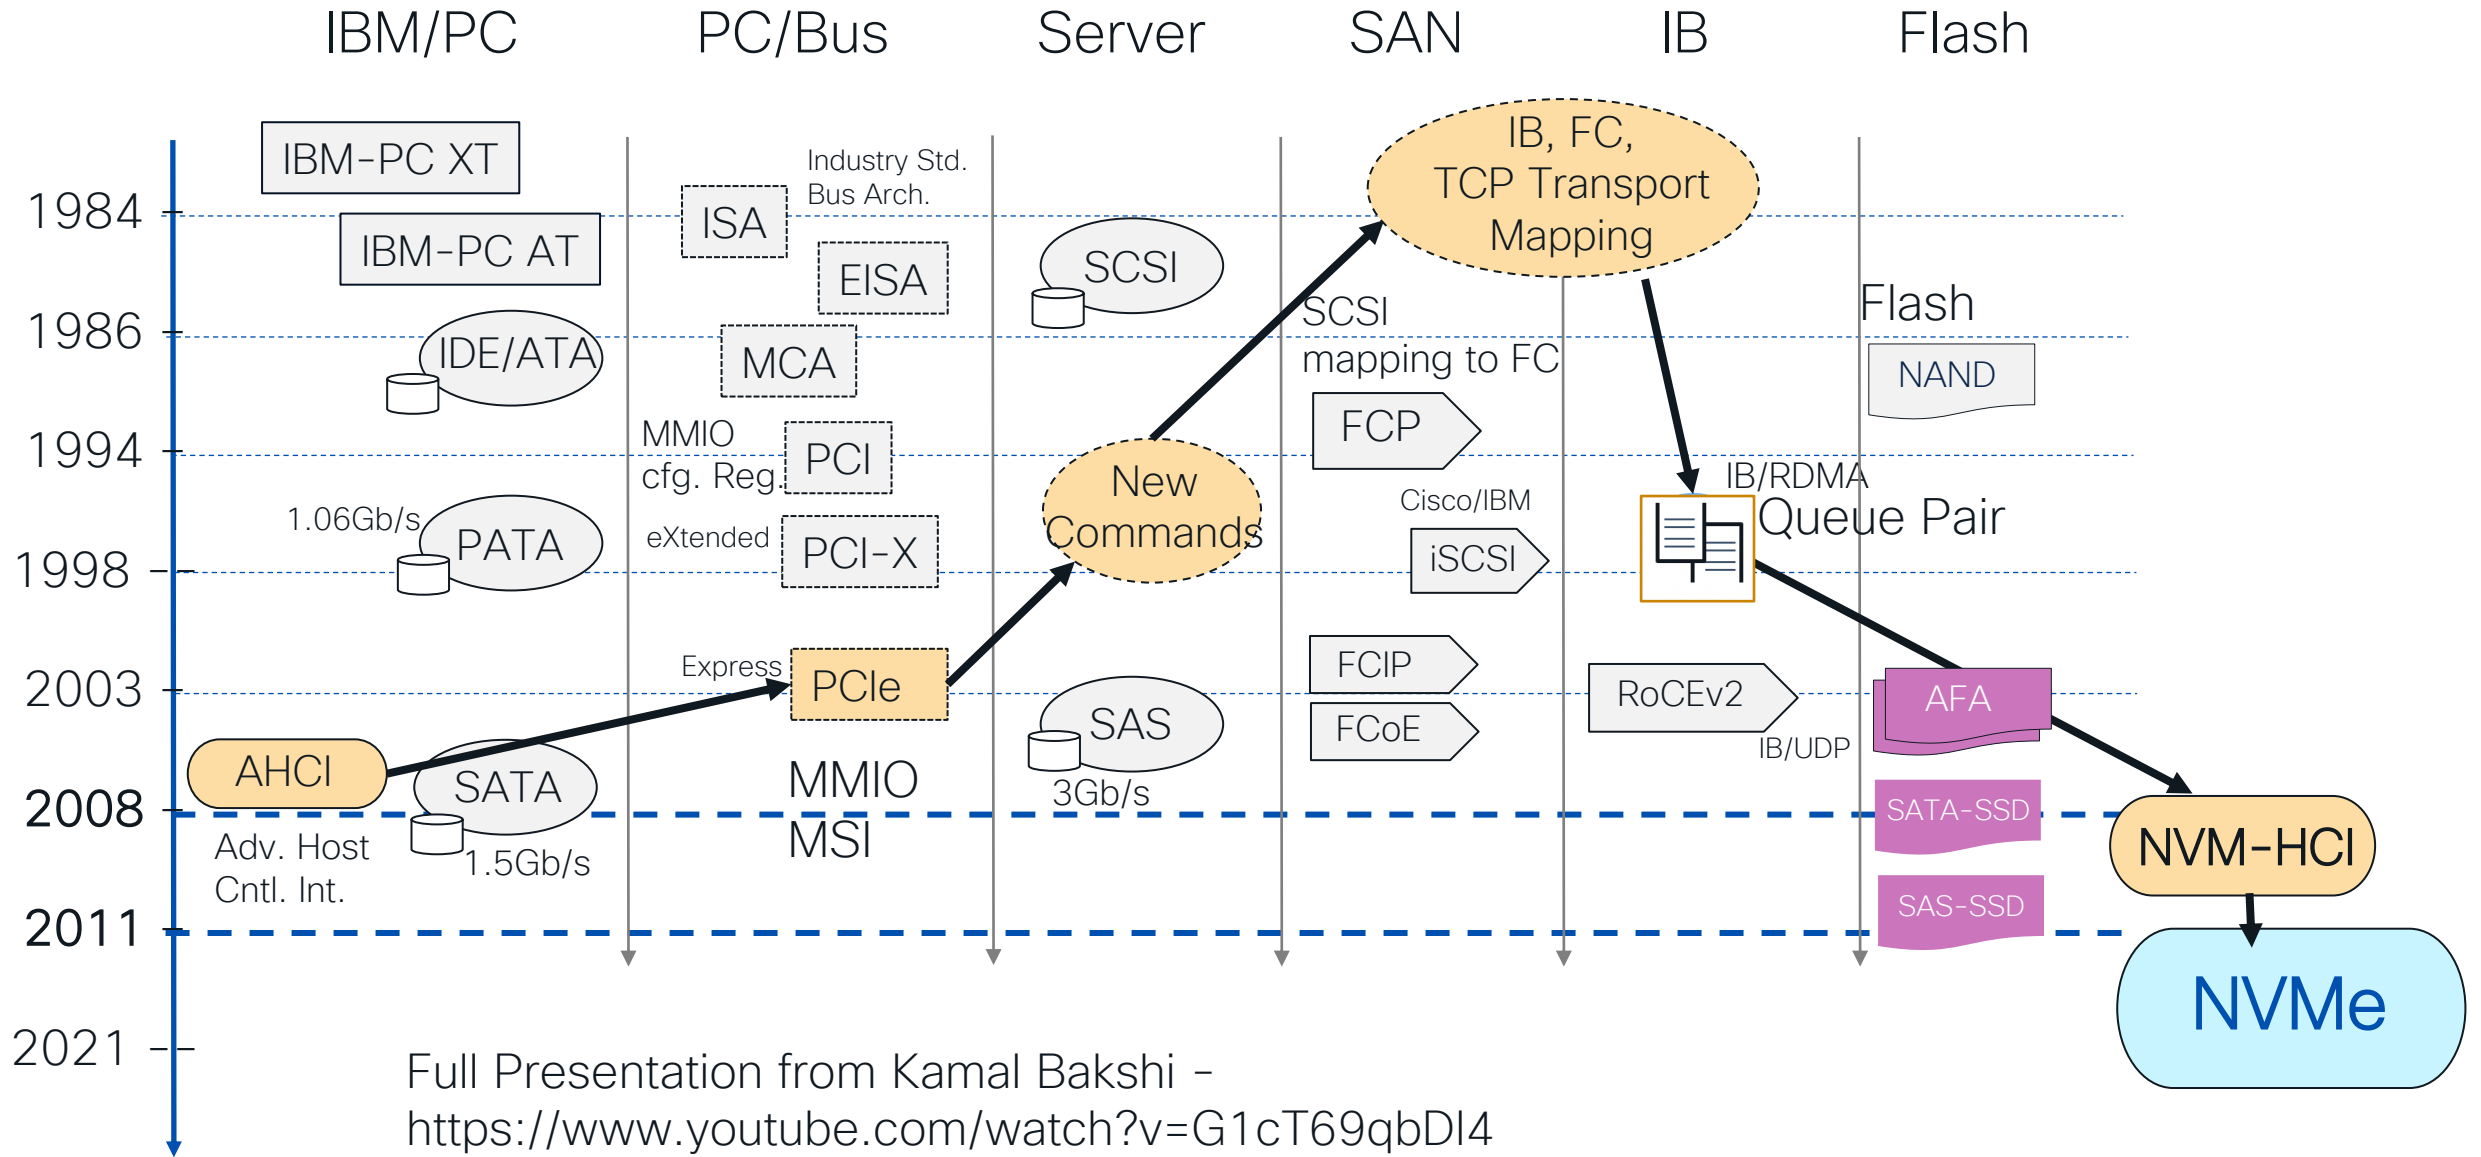 IBM/PC
PC/Bus
Server
SAN
IB
Flash
IBM-PC XT
Industry Std.
Bus Arch.
IB, FC,
TCP Transport
Mapping
1984
ISA
IBM-PC AT
EISA
SCSI
Flash
1986
IDE/ATA
MCA
SCSI
mapping to FC
NAND
1994
MMIO
cfg. Reg.
PCI
FCP
New
Commands
IB/RDMA
Queue Pair
1.06Gb/s
PATA
eXtended
PCI-X
Cisco/IBM
iSCSI
1998
Express
PCIe
FCIP
RoCEv2
AFA
2003
SAS
FCoE
IB/UDP
AHCI
SATA
MMIO
MSI
3Gb/s
SATA-SSD
2008
Adv. Host
Cntl. Int.
1.5Gb/s
NVM-HCI
SAS-SSD
2011
NVMe
2021
Full Presentation from Kamal Bakshi -
https://www.youtube.com/watch?v=G1cT69qbDI4